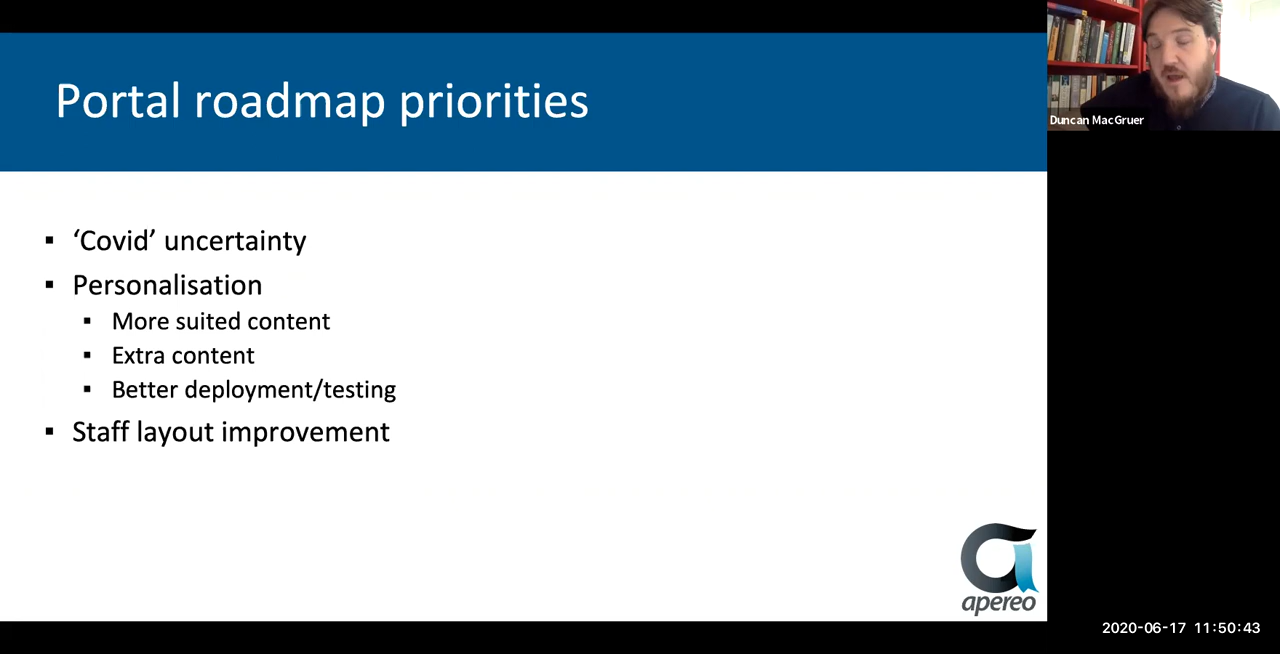 Portal roadmap priorities
Duncan MacGruer
▪ ‘Covid’ uncertainty
▪ Personalisation
▪ More suited content
▪ Extra content
▪ Better deployment/testing
▪ Staff layout improvement
apereo
2020-06-17 11:50:43